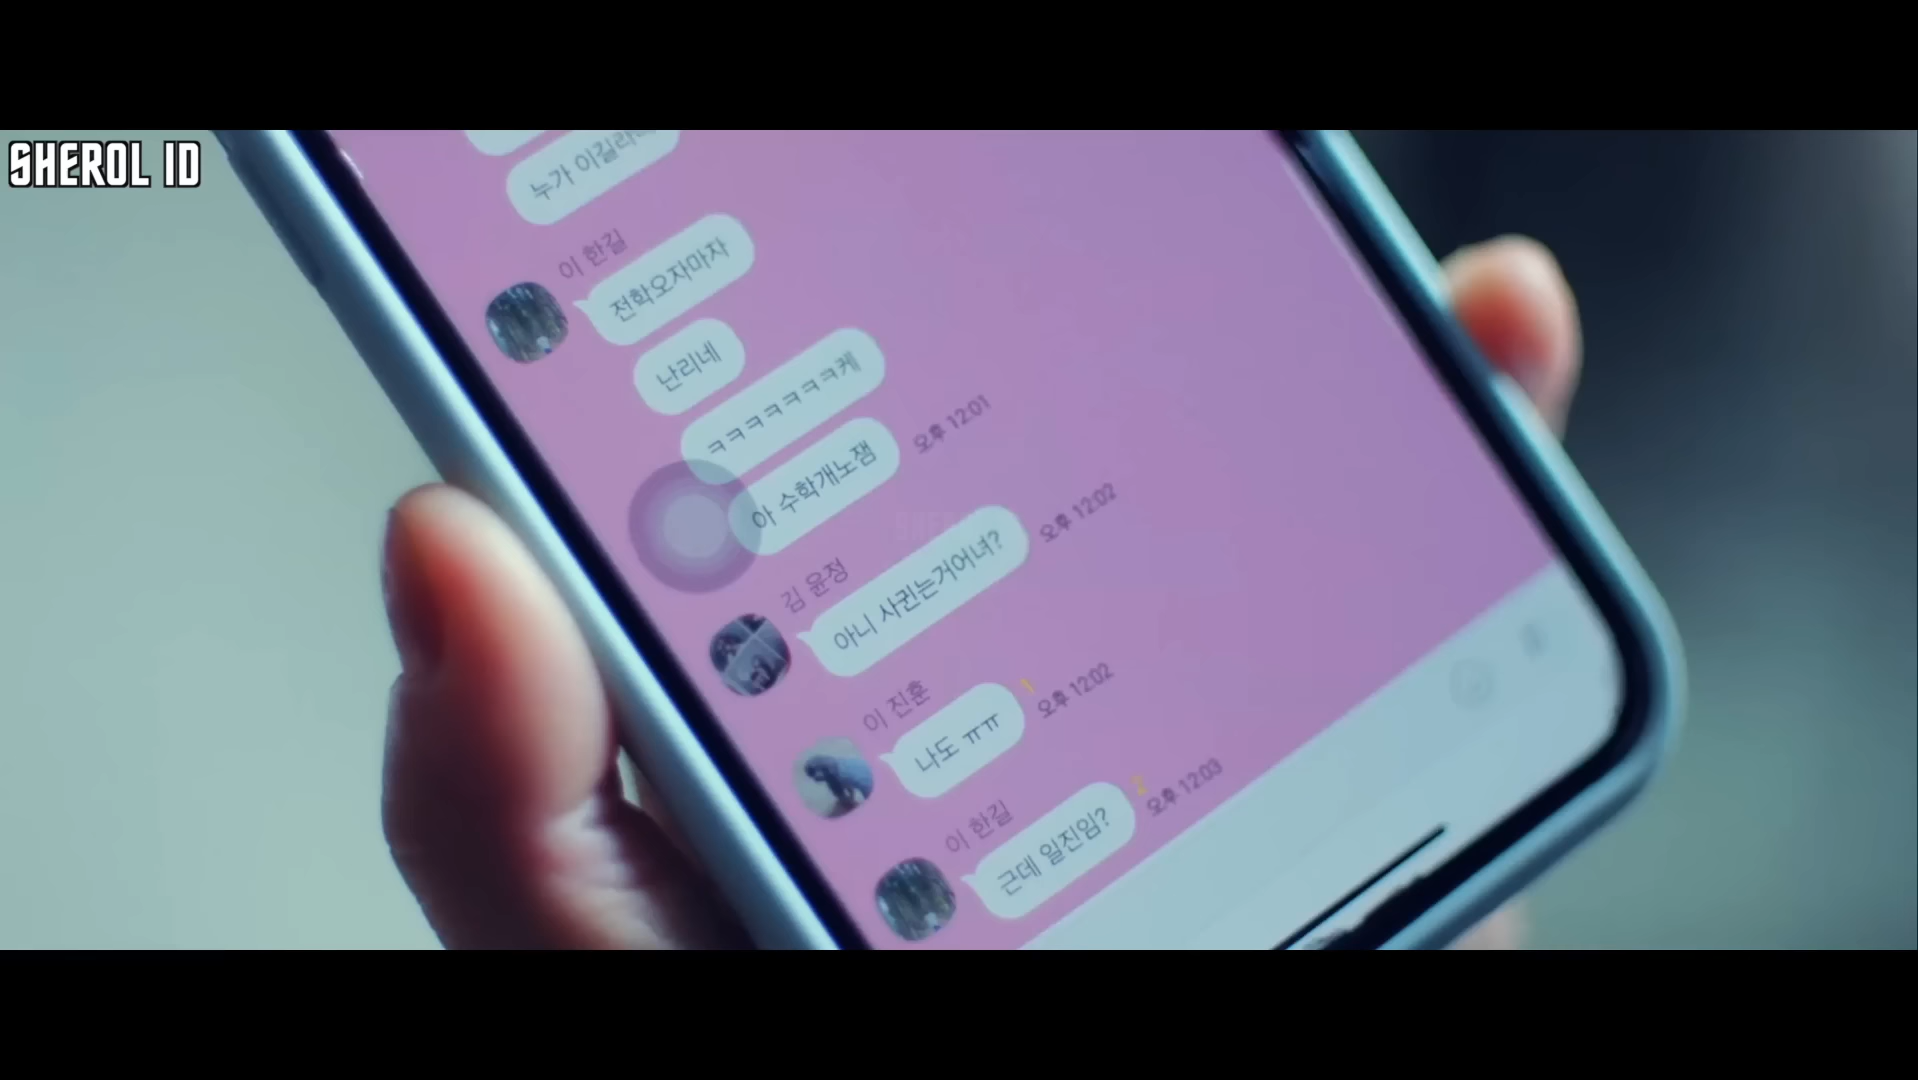 SHEROL ID
누가 이길라
이 한길
전학오자마자
난리네
ㅋㅋㅋㅋㅋㅋㅋ케
아 수학개노잼
오후 12:01
김 윤정
아니 사귄는거어녀?
오후 12:02
이 진훈
나도 ㅠㅠ
1
오후 12:02
이 한길
근데 일진임?
2
오후 12:03